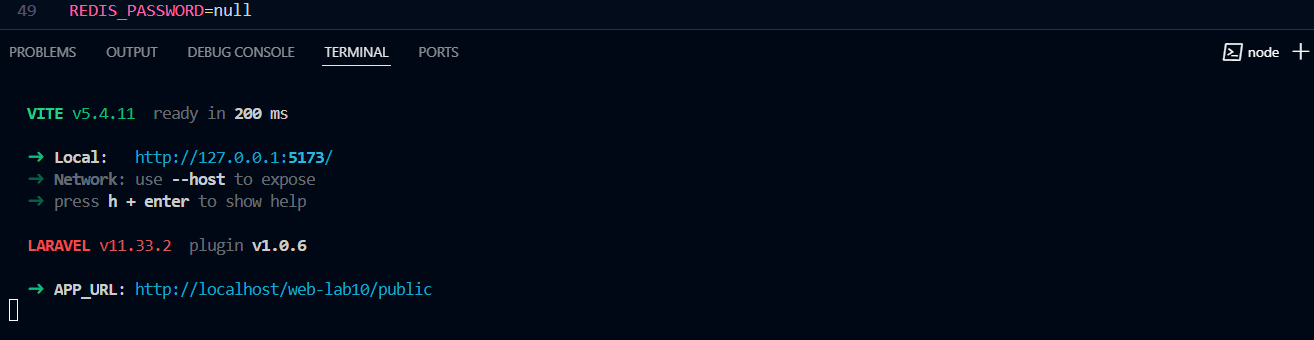 49 REDIS_PASSWORD=null
PROBLEMS OUTPUT DEBUG CONSOLE TERMINAL PORTS node
VITE v5.4.11 ready in 200 ms
➜ Local: http://127.0.0.1:5173/
➜ Network: use --host to expose
➜ press h + enter to show help
LARAVEL v11.33.2 plugin v1.0.6
➜ APP_URL: http://localhost/web-lab10/public